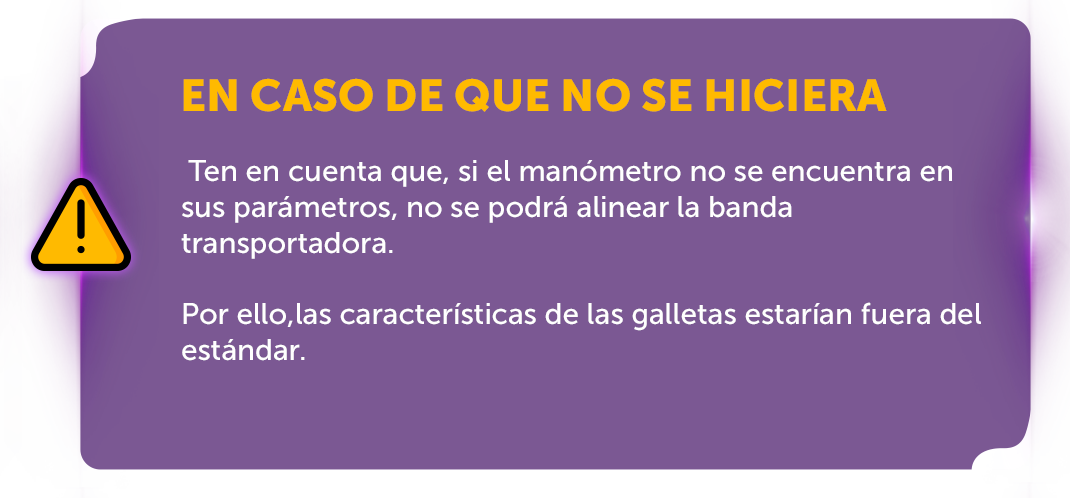 EN CASO DE QUE NO SE HICIERA
Ten en cuenta que, si el manómetro no se encuentra en
sus parámetros, no se podrá alinear la banda
transportadora.
Por ello,las características de las galletas estarían fuera del
estándar.